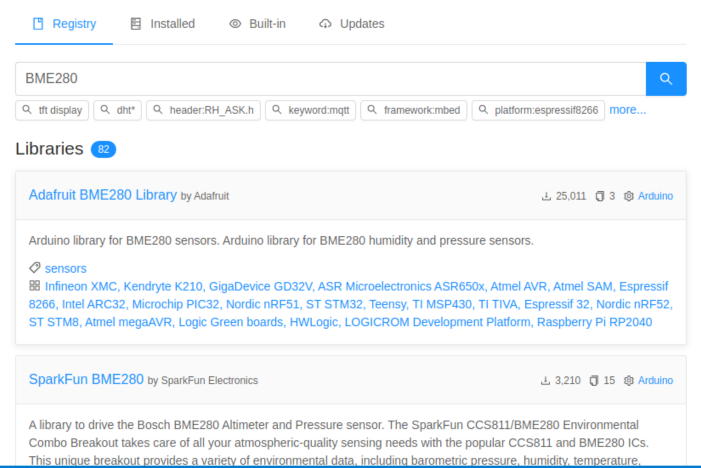 Registry Installed Built-in Updates
BME280
tft display dht* header:RH_ASK.h keyword:mqtt framework:mbed platform:espressif8266 more...
Libraries 82
Adafruit BME280 Library by Adafruit 25,011 3 Arduino
Arduino library for BME280 sensors. Arduino library for BME280 humidity and pressure sensors.
sensors
Infineon XMC, Kendryte K210, GigaDevice GD32V, ASR Microelectronics ASR650x, Atmel AVR, Atmel SAM, Espressif
8266, Intel ARC32, Microchip PIC32, Nordic nRF51, ST STM32, Teensy, TI MSP430, TI TIVA, Espressif 32, Nordic nRF52,
ST STM8, Atmel megaAVR, Logic Green boards, HWLogic, LOGICROM Development Platform, Raspberry Pi RP2040
SparkFun BME280 by SparkFun Electronics 3,210 15 Arduino
A library to drive the Bosch BME280 Altimeter and Pressure sensor. The SparkFun CCS811/BME280 Environmental
Combo Breakout takes care of all your atmospheric-quality sensing needs with the popular CCS811 and BME280 ICs.
This unique breakout provides a variety of environmental data, including barometric pressure, humidity, temperature,